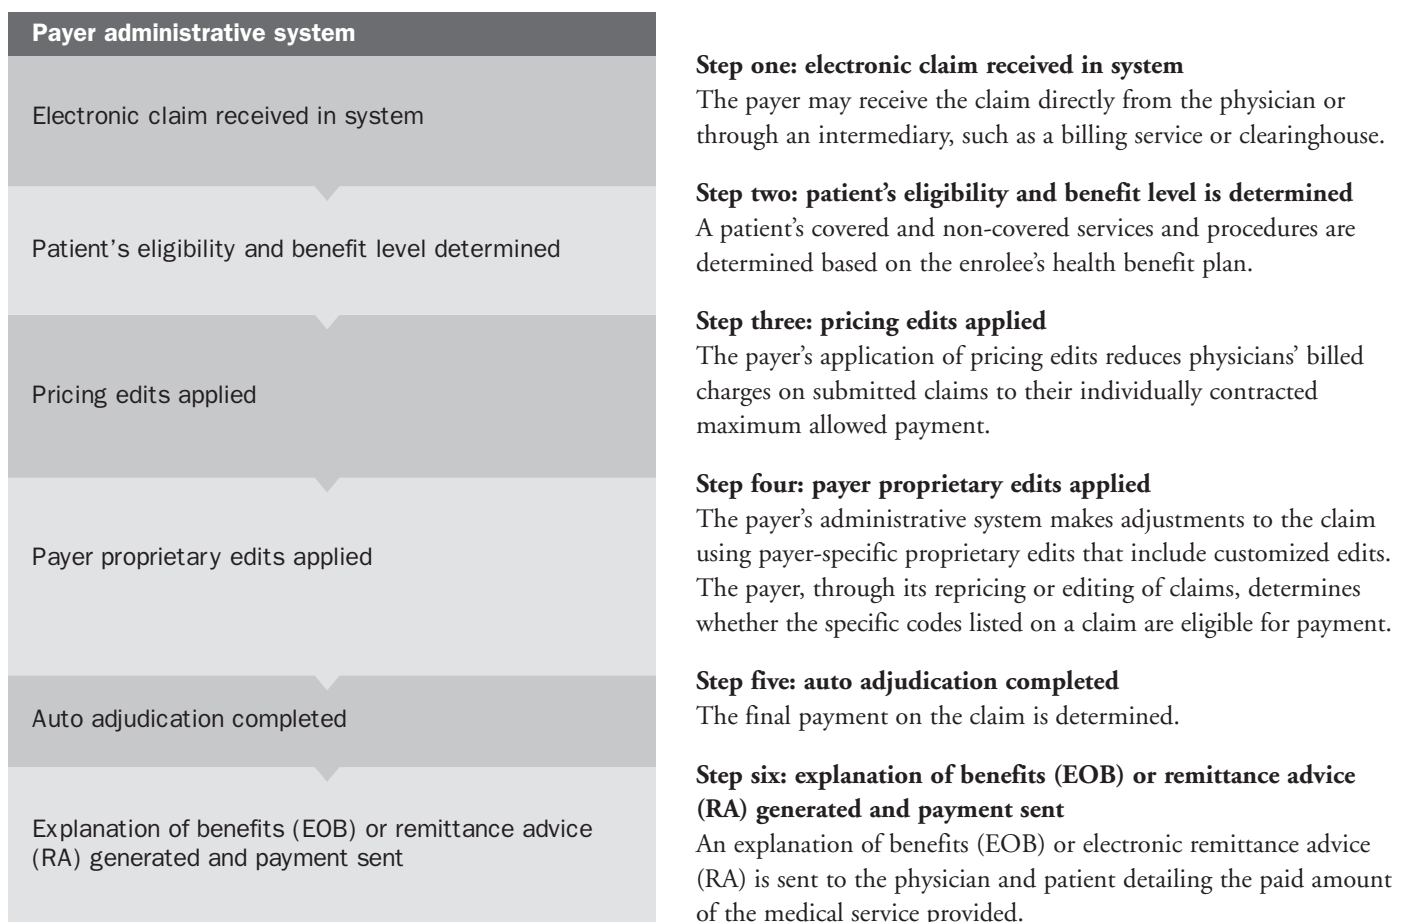 Payer administrative system
Electronic claim received in system
Patient’s eligibility and benefit level determined
Pricing edits applied
Payer proprietary edits applied
Auto adjudication completed
Explanation of benefits (EOB) or remittance advice
(RA) generated and payment sent
Step one: electronic claim received in system
The payer may receive the claim directly from the physician or
through an intermediary, such as a billing service or clearinghouse.
Step two: patient’s eligibility and benefit level is determined
A patient’s covered and non-covered services and procedures are
determined based on the enrolee’s health benefit plan.
Step three: pricing edits applied
The payer’s application of pricing edits reduces physicians’ billed
charges on submitted claims to their individually contracted
maximum allowed payment.
Step four: payer proprietary edits applied
The payer’s administrative system makes adjustments to the claim
using payer-specific proprietary edits that include customized edits.
The payer, through its repricing or editing of claims, determines
whether the specific codes listed on a claim are eligible for payment.
Step five: auto adjudication completed
The final payment on the claim is determined.
Step six: explanation of benefits (EOB) or remittance advice
(RA) generated and payment sent
An explanation of benefits (EOB) or electronic remittance advice
(RA) is sent to the physician and patient detailing the paid amount
of the medical service provided.